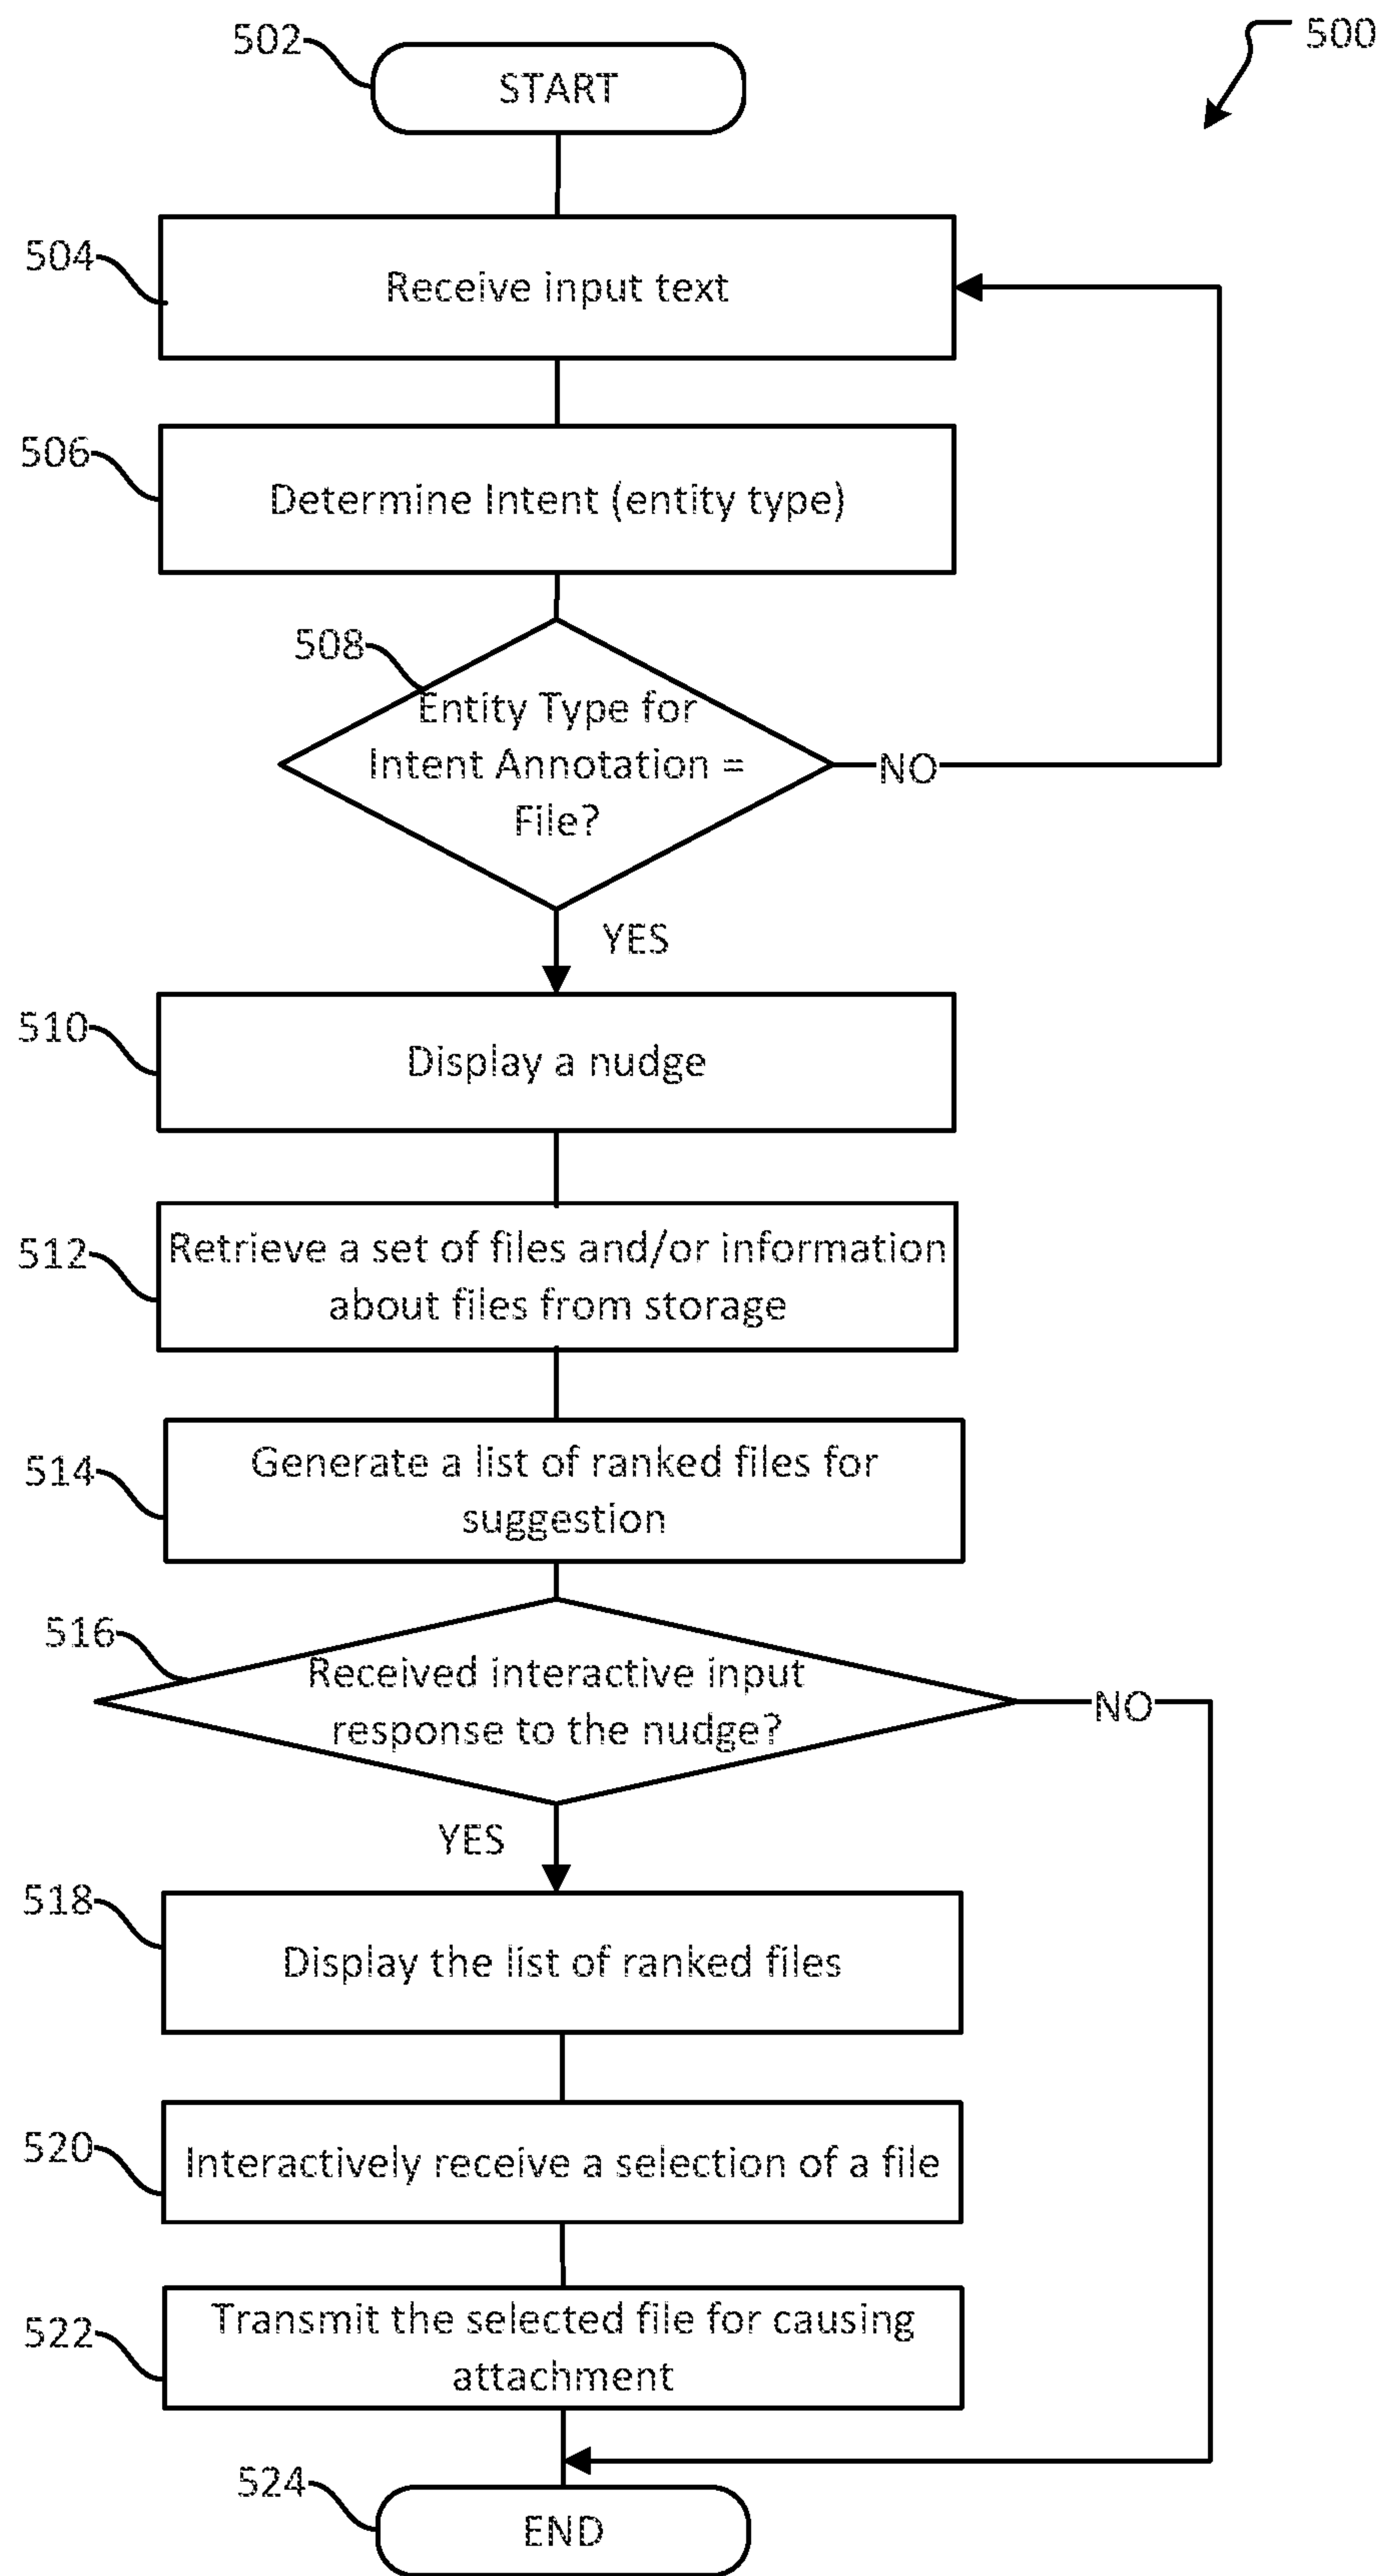 500
502
START
504
Receive input text
506
Determine Intent (entity type)
508
Entity Type for
Intent Annotation =
File?
NO
YES
510
Display a nudge
512
Retrieve a set of files and/or information
about files from storage
514
Generate a list of ranked files for
suggestion
516
Received interactive input
response to the nudge?
NO
YES
518
Display the list of ranked files
520
Interactively receive a selection of a file
522
Transmit the selected file for causing
attachment
524
END